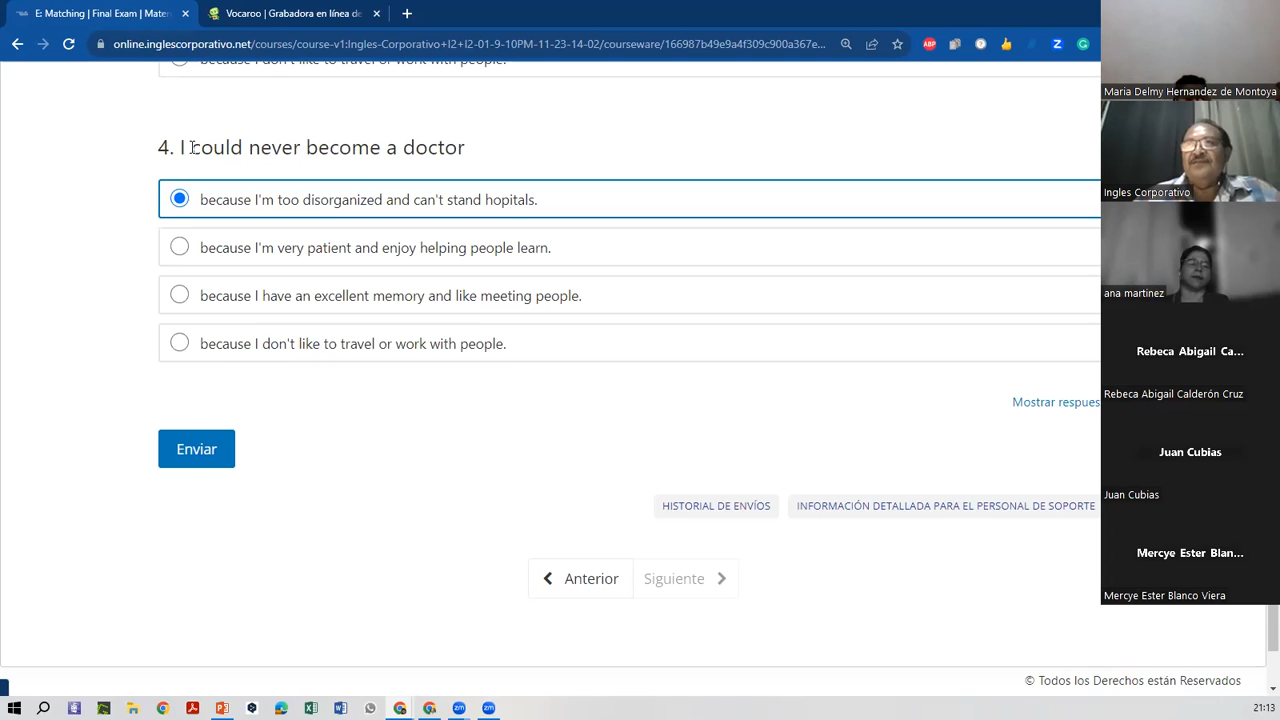 E: Matching | Final Exam | Mater
Vocaroo | Grabadora en línea de
online.inglescorporativo.net/courses/course-v1:Ingles-Corporativo+I2+I2-01-9-10PM-11-23-14-02/courseware/166987b49e9a4f309c900a367e...
because I don't like to travel or work with people.
4. I could never become a doctor
because I'm too disorganized and can't stand hopitals.
because I'm very patient and enjoy helping people learn.
because I have an excellent memory and like meeting people.
because I don't like to travel or work with people.
Mostrar respues
Enviar
HISTORIAL DE ENVÍOS
INFORMACIÓN DETALLADA PARA EL PERSONAL DE SOPORTE
Anterior
Siguiente
© Todos los Derechos están Reservados
21:13
Maria Delmy Hernandez de Montoya
Ingles Corporativo
ana martinez
Rebeca Abigail Ca...
Rebeca Abigail Calderón Cruz
Juan Cubias
Juan Cubias
Mercye Ester Blan...
Mercye Ester Blanco Viera